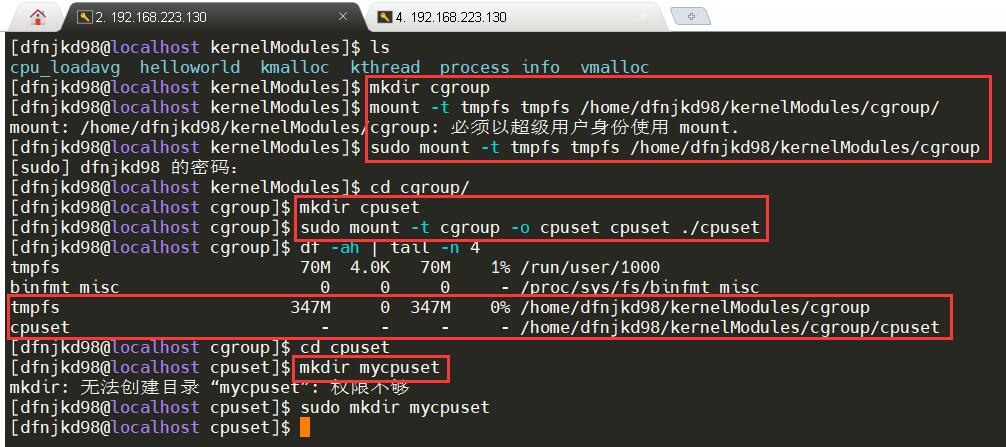 2. 192.168.223.130
4. 192.168.223.130
[dfnjkd98@localhost kernelModules]$ ls
cpu_loadavg helloworld kmalloc kthread process_info vmalloc
[dfnjkd98@localhost kernelModules]$ mkdir cgroup
[dfnjkd98@localhost kernelModules]$ mount -t tmpfs tmpfs /home/dfnjkd98/kernelModules/cgroup/
mount: /home/dfnjkd98/kernelModules/cgroup: 必须以超级用户身份使用 mount.
[dfnjkd98@localhost kernelModules]$ sudo mount -t tmpfs tmpfs /home/dfnjkd98/kernelModules/cgroup
[sudo] dfnjkd98 的密码:
[dfnjkd98@localhost kernelModules]$ cd cgroup/
[dfnjkd98@localhost cgroup]$ mkdir cpuset
[dfnjkd98@localhost cgroup]$ sudo mount -t cgroup -o cpuset cpuset ./cpuset
[dfnjkd98@localhost cgroup]$ df -ah | tail -n 4
tmpfs 70M 4.0K 70M 1% /run/user/1000
binfmt_misc 0 0 0 - /proc/sys/fs/binfmt_misc
tmpfs 347M 0 347M 0% /home/dfnjkd98/kernelModules/cgroup
cpuset - - - - /home/dfnjkd98/kernelModules/cgroup/cpuset
[dfnjkd98@localhost cgroup]$ cd cpuset
[dfnjkd98@localhost cpuset]$ mkdir mycpuset
mkdir: 无法创建目录 “mycpuset”: 权限不够
[dfnjkd98@localhost cpuset]$ sudo mkdir mycpuset
[dfnjkd98@localhost cpuset]$